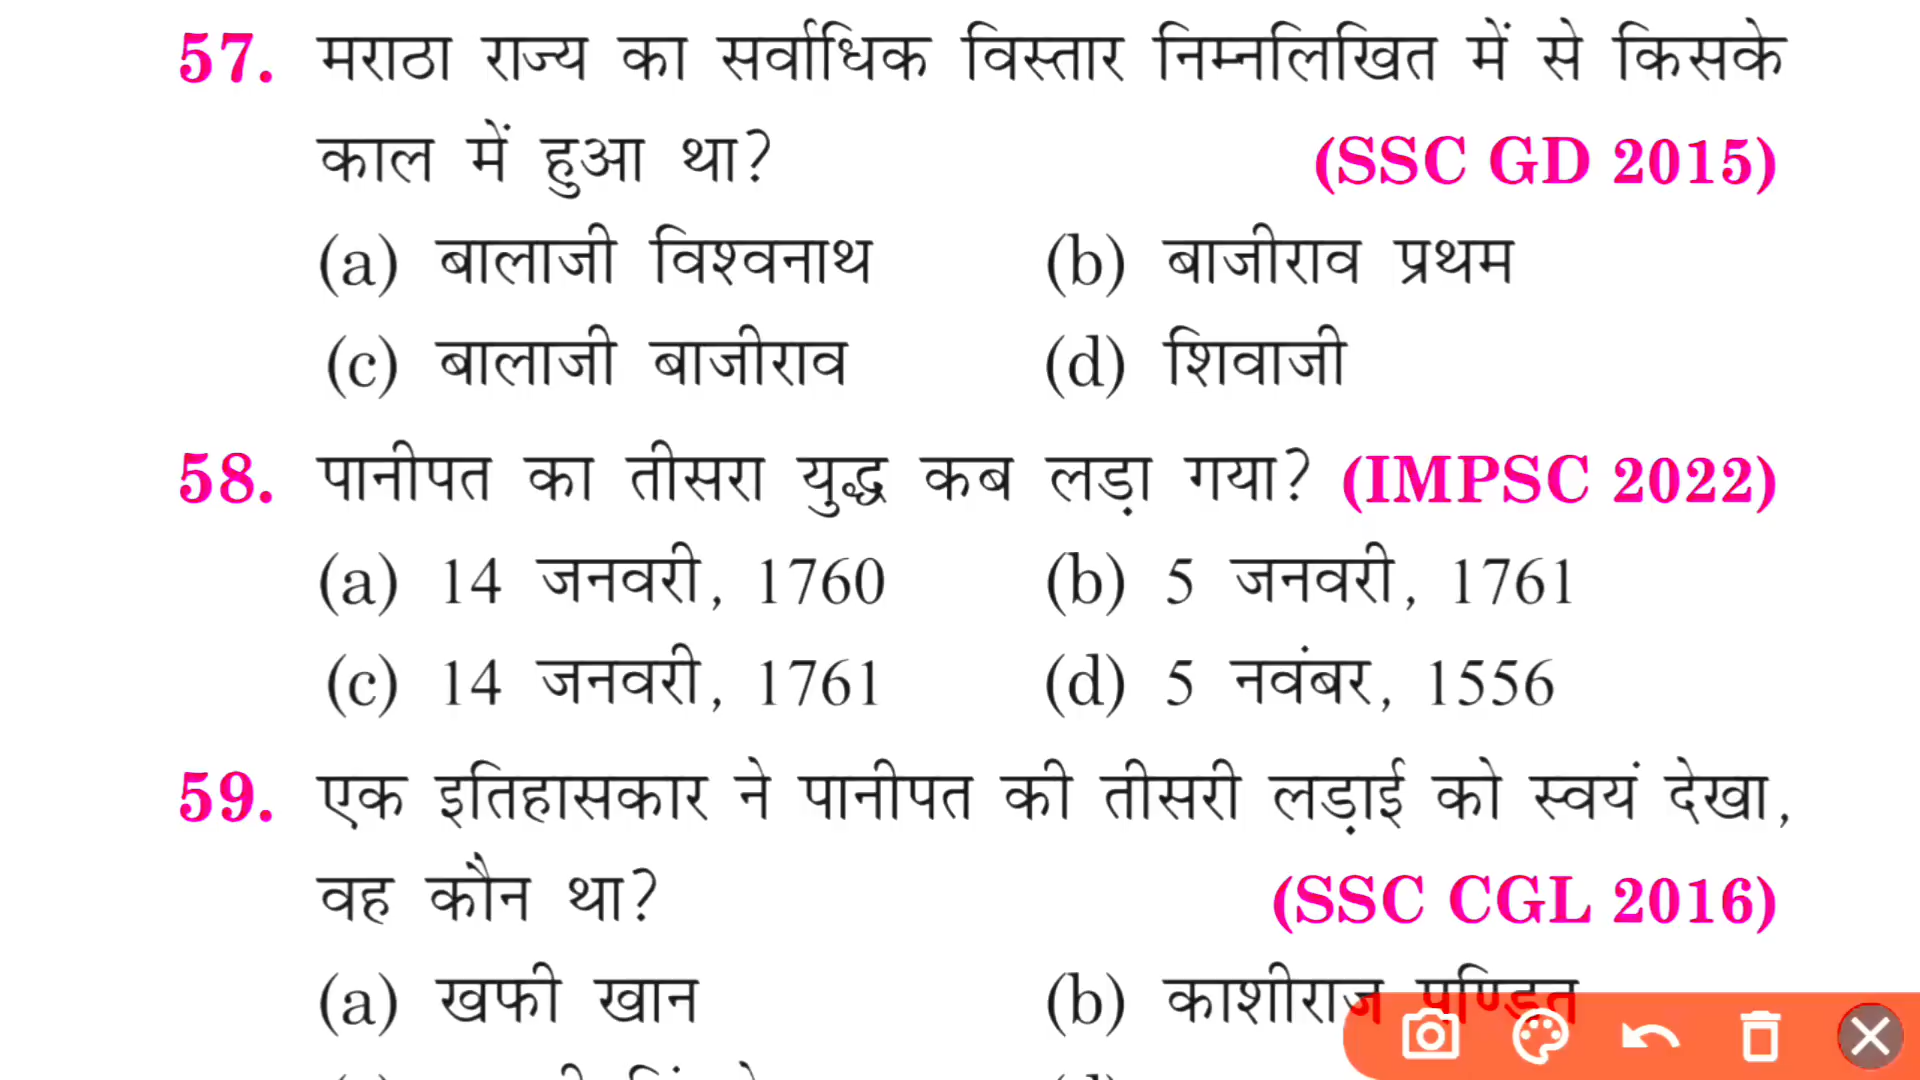 57. मराठा राज्य का सर्वाधिक विस्तार निम्नलिखित में से किसके
काल में हुआ था? (SSC GD 2015)
(a) बालाजी विश्वनाथ (b) बाजीराव प्रथम
(c) बालाजी बाजीराव (d) शिवाजी
58. पानीपत का तीसरा युद्ध कब लड़ा गया? (IMPSC 2022)
(a) 14 जनवरी, 1760 (b) 5 जनवरी, 1761
(c) 14 जनवरी, 1761 (d) 5 नवंबर, 1556
59. एक इतिहासकार ने पानीपत की तीसरी लड़ाई को स्वयं देखा,
वह कौन था? (SSC CGL 2016)
(a) खफी खान (b) काशीराज पण्डित